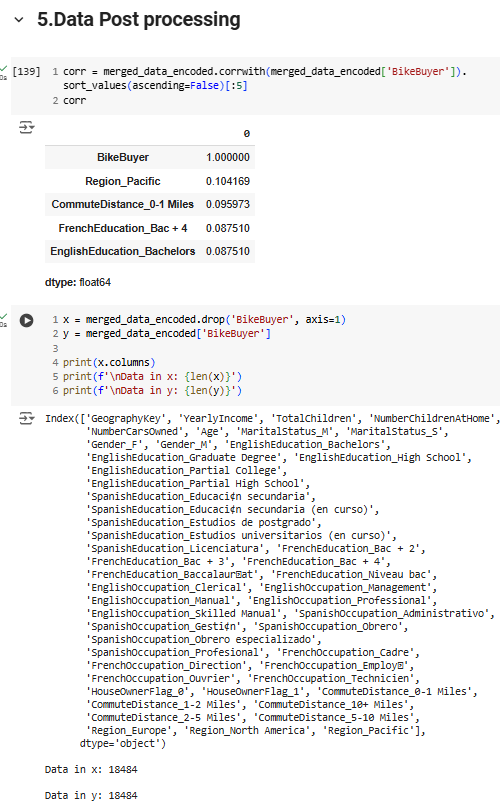 5.Data Post processing
[139]
0s
1 corr = merged_data_encoded.corrwith(merged_data_encoded['BikeBuyer']).
sort_values(ascending=False)[:5]
2 corr
0
BikeBuyer 1.000000
Region_Pacific 0.104169
CommuteDistance_0-1 Miles 0.095973
FrenchEducation_Bac + 4 0.087510
EnglishEducation_Bachelors 0.087510
dtype: float64
0s
1 x = merged_data_encoded.drop('BikeBuyer', axis=1)
2 y = merged_data_encoded['BikeBuyer']
3
4 print(x.columns)
5 print(f'\nData in x: {len(x)}')
6 print(f'\nData in y: {len(y)}')
Index(['GeographyKey', 'YearlyIncome', 'TotalChildren', 'NumberChildrenAtHome',
'NumberCarsOwned', 'Age', 'MaritalStatus_M', 'MaritalStatus_S',
'Gender_F', 'Gender_M', 'EnglishEducation_Bachelors',
'EnglishEducation_Graduate Degree', 'EnglishEducation_High School',
'EnglishEducation_Partial College',
'EnglishEducation_Partial High School',
'SpanishEducation_Educaci¢n secundaria',
'SpanishEducation_Educaci¢n secundaria (en curso)',
'SpanishEducation_Estudios de postgrado',
'SpanishEducation_Estudios universitarios (en curso)',
'SpanishEducation_Licenciatura', 'FrenchEducation_Bac + 2',
'FrenchEducation_Bac + 3', 'FrenchEducation_Bac + 4',
'FrenchEducation_Baccalaur�at', 'FrenchEducation_Niveau bac',
'EnglishOccupation_Clerical', 'EnglishOccupation_Management',
'EnglishOccupation_Manual', 'EnglishOccupation_Professional',
'EnglishOccupation_Skilled Manual', 'SpanishOccupation_Administrativo',
'SpanishOccupation_Gesti¢n', 'SpanishOccupation_Obrero',
'SpanishOccupation_Obrero especializado',
'SpanishOccupation_Profesional', 'FrenchOccupation_Cadre',
'FrenchOccupation_Direction', 'FrenchOccupation_Employ�',
'FrenchOccupation_Ouvrier', 'FrenchOccupation_Technicien',
'HouseOwnerFlag_0', 'HouseOwnerFlag_1', 'CommuteDistance_0-1 Miles',
'CommuteDistance_1-2 Miles', 'CommuteDistance_10+ Miles',
'CommuteDistance_2-5 Miles', 'CommuteDistance_5-10 Miles',
'Region_Europe', 'Region_North America', 'Region_Pacific'],
dtype='object')
Data in x: 18484
Data in y: 18484